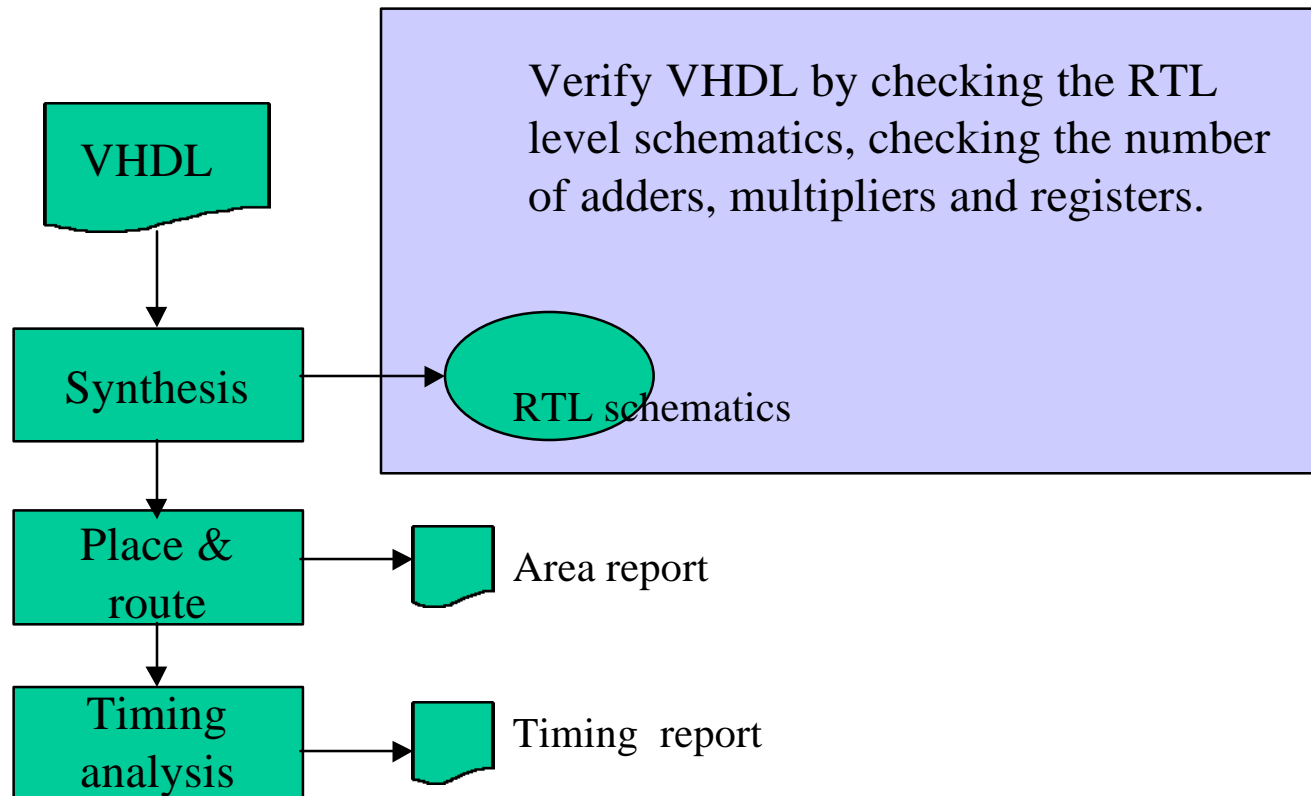 Verify VHDL by checking the RTL
level schematics, checking the number
of adders, multipliers and registers.
VHDL
Synthesis
RTL schematics
Place &
route
Area report
Timing
analysis
Timing report